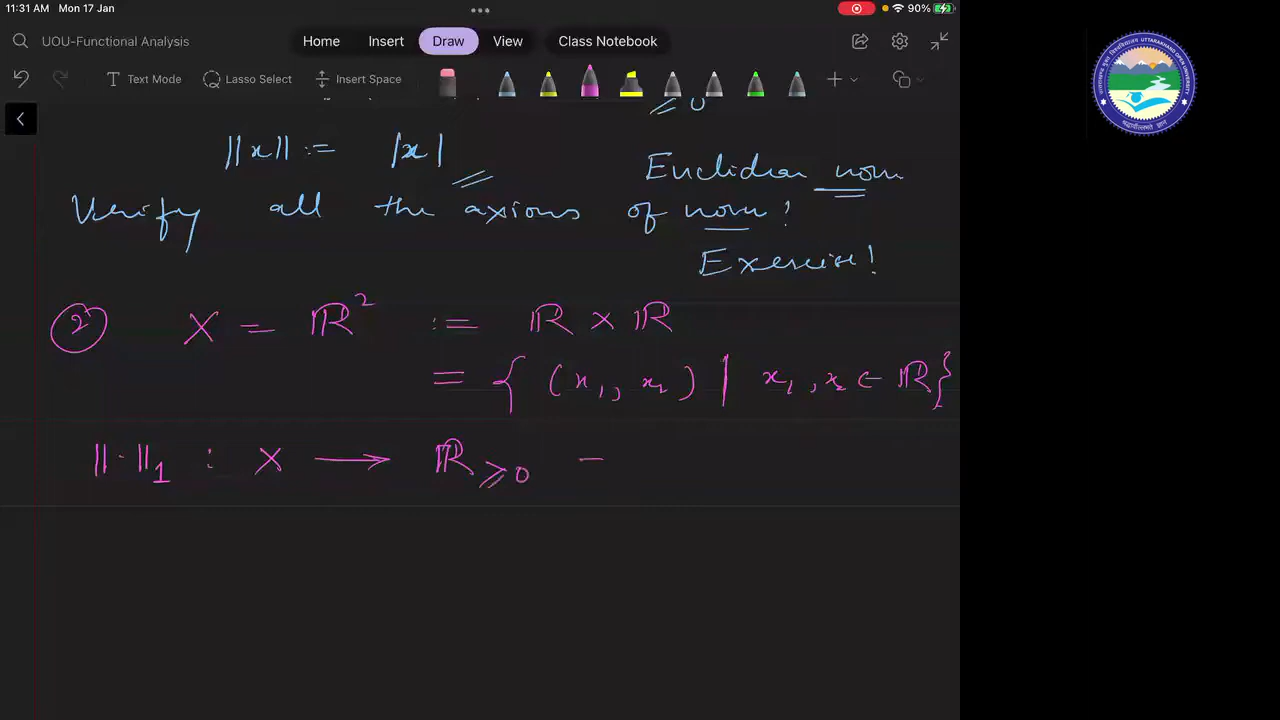 11:31 AM Mon 17 Jan
90%
UOU-Functional Analysis
Home Insert Draw View Class Notebook
Text Mode Lasso Select Insert Space
≥ 0
||x|| := |x|
Euclidean norm
Verify all the axioms of norm!
Exercise!
② X = ℝ² := ℝ × ℝ
= { (x₁, x₂) | x₁, x₂ ∈ ℝ}
||·||₁ : X ⟶ ℝ≥0 –